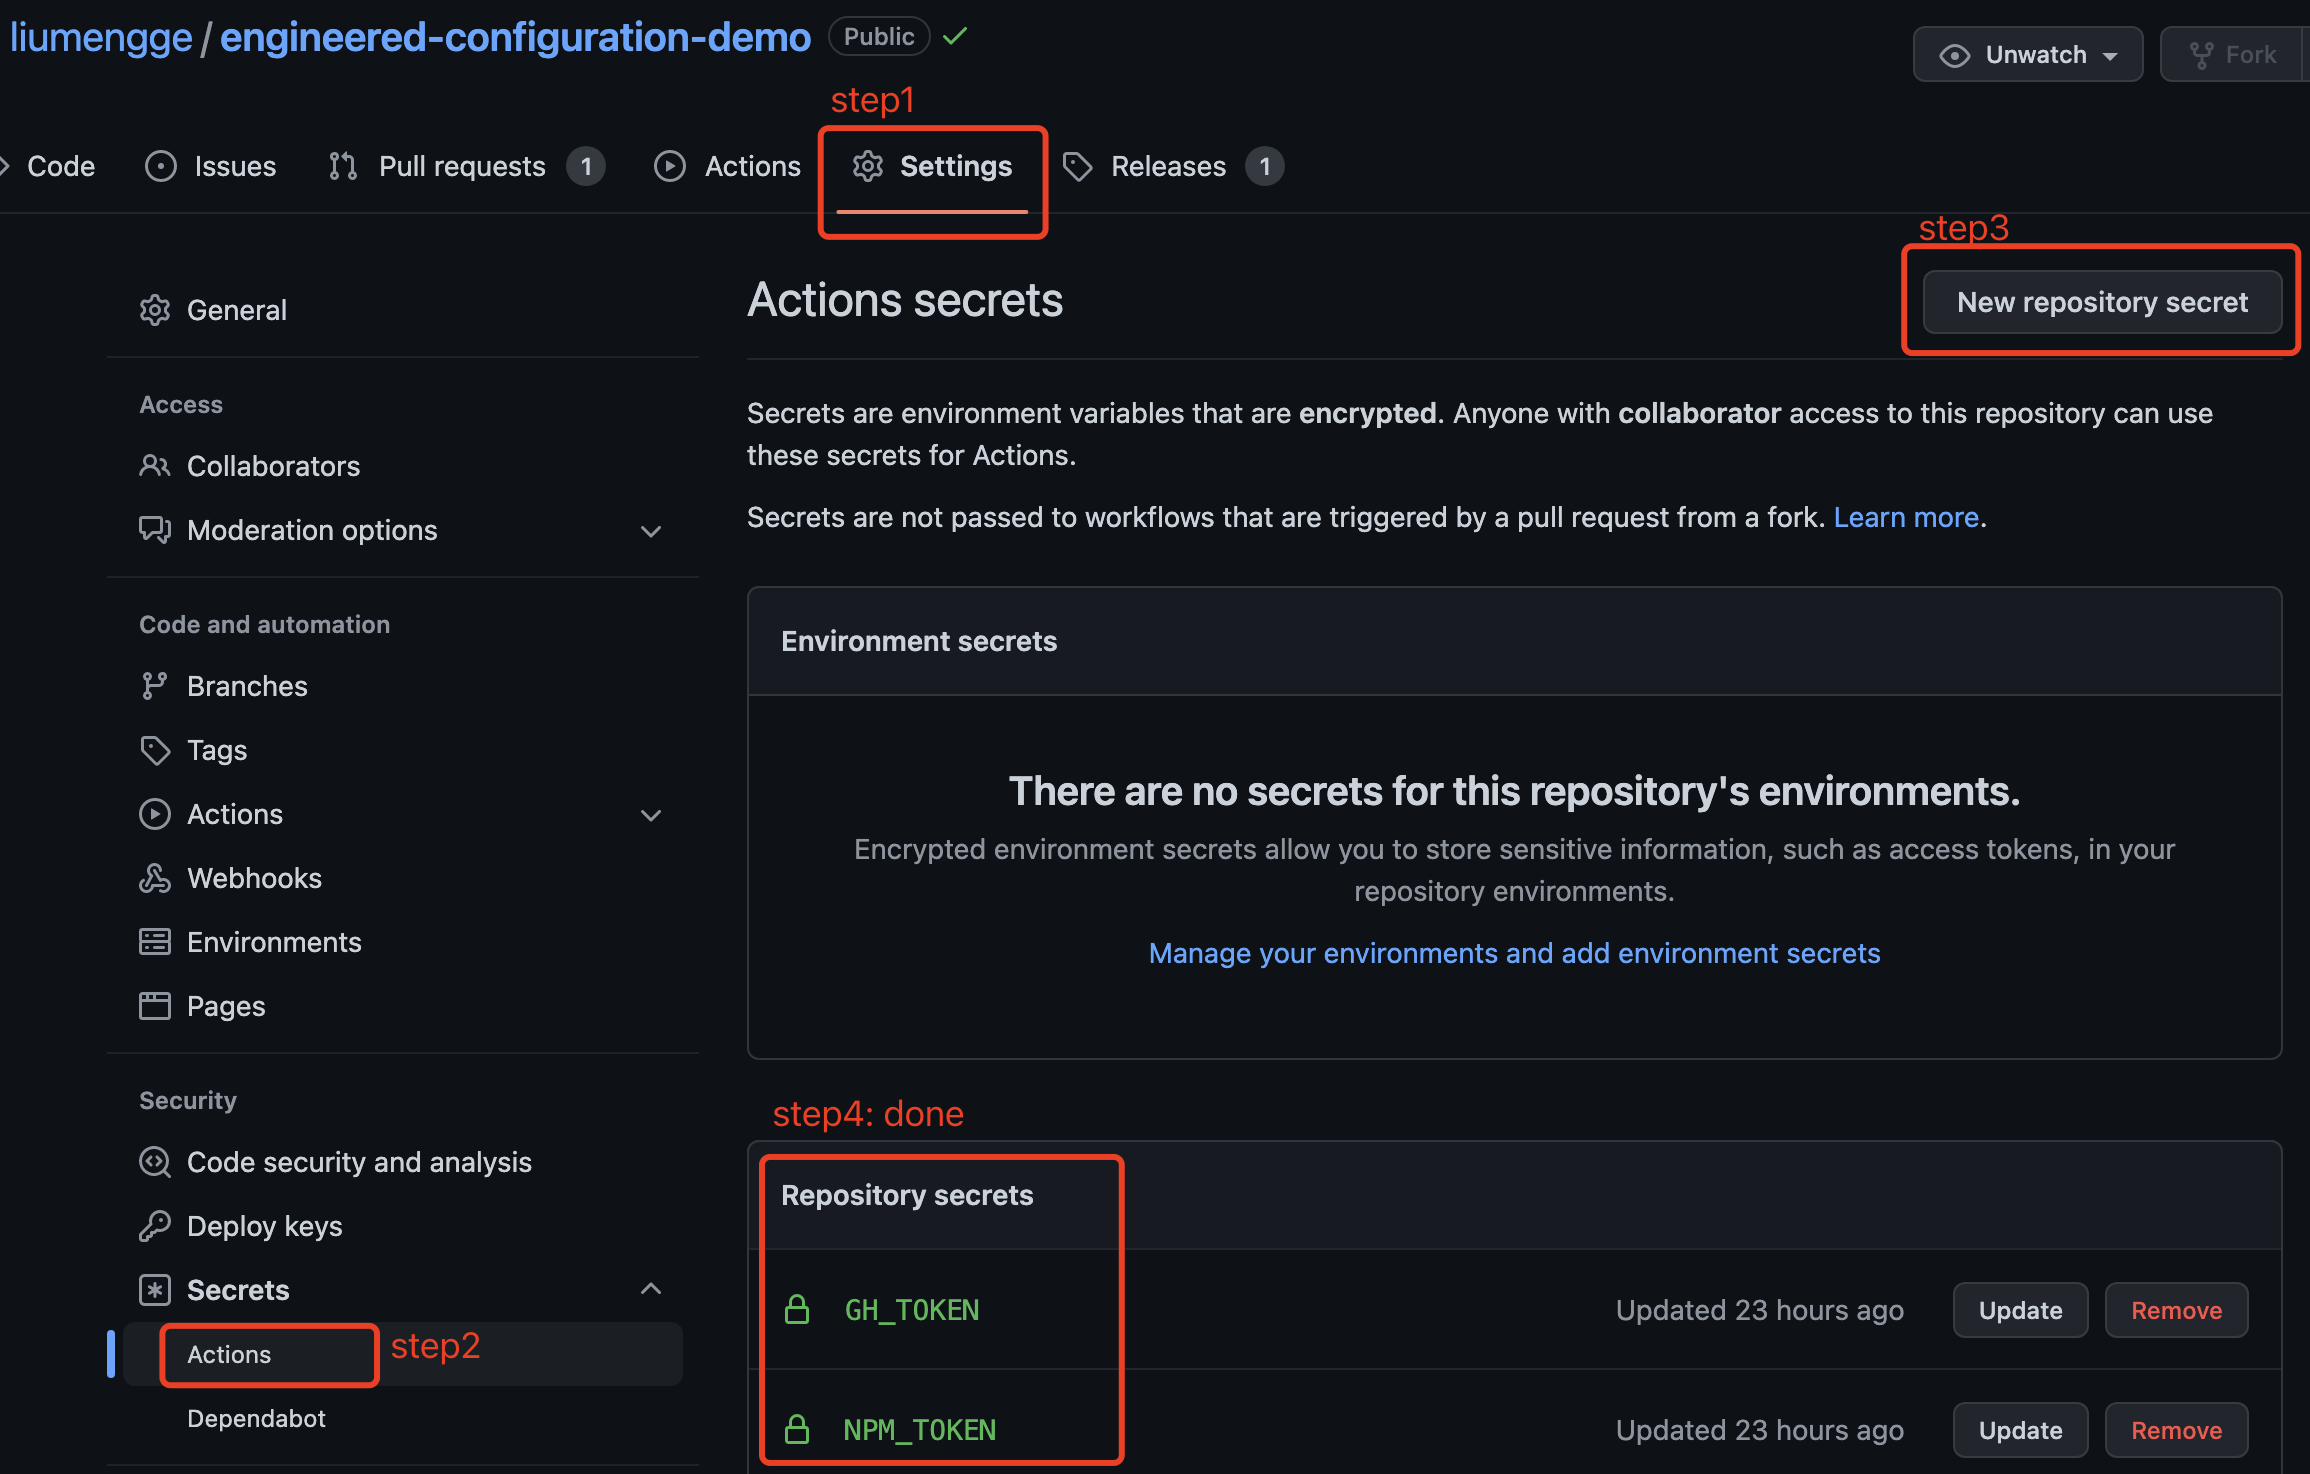 liumengge / engineered-configuration-demo Public
Unwatch Fork
step1
Code Issues Pull requests 1 Actions Settings Releases 1
step3
General
Access
Collaborators
Moderation options
Code and automation
Branches
Tags
Actions
Webhooks
Environments
Pages
Security
Code security and analysis
Deploy keys
Secrets
Actions step2
Dependabot
Actions secrets
New repository secret
Secrets are environment variables that are encrypted. Anyone with collaborator access to this repository can use
these secrets for Actions.
Secrets are not passed to workflows that are triggered by a pull request from a fork. Learn more.
Environment secrets
There are no secrets for this repository's environments.
Encrypted environment secrets allow you to store sensitive information, such as access tokens, in your
repository environments.
Manage your environments and add environment secrets
step4: done
Repository secrets
GH_TOKEN Updated 23 hours ago Update Remove
NPM_TOKEN Updated 23 hours ago Update Remove